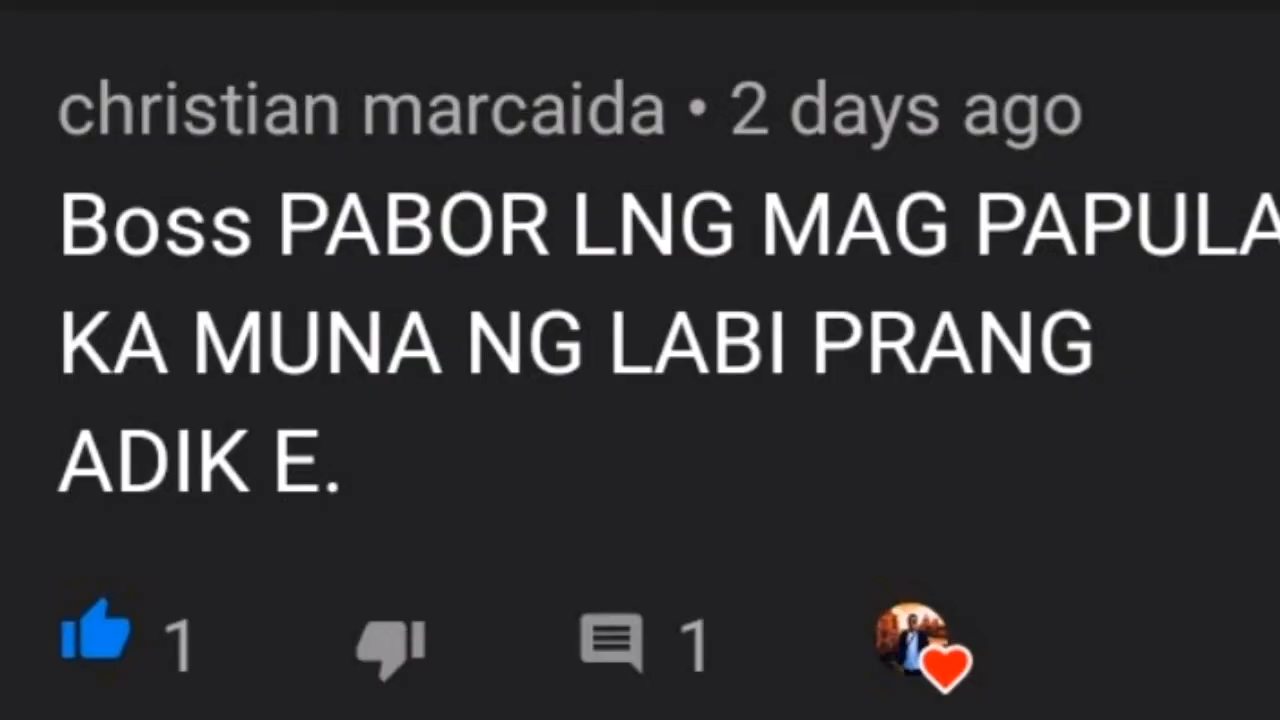 christian marcaida • 2 days ago
Boss PABOR LNG MAG PAPULA
KA MUNA NG LABI PRANG
ADIK E.
1 1